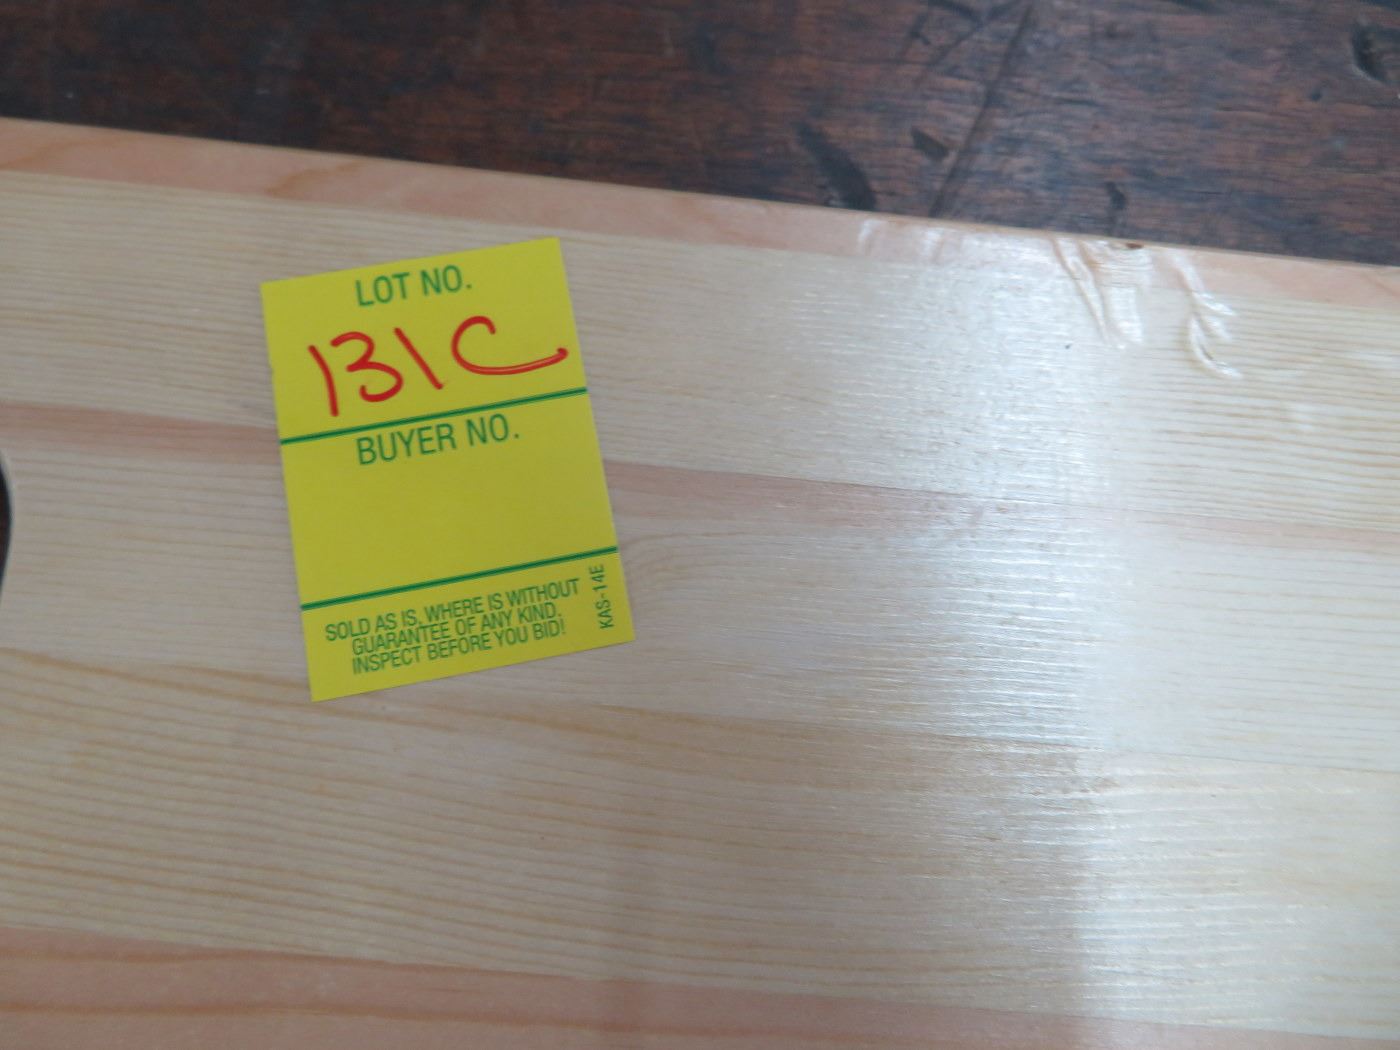 LOT NO.
131C
BUYER NO.
SOLD AS IS, WHERE IS WITHOUT
GUARANTEE OF ANY KIND.
INSPECT BEFORE YOU BID!
KAS-14E